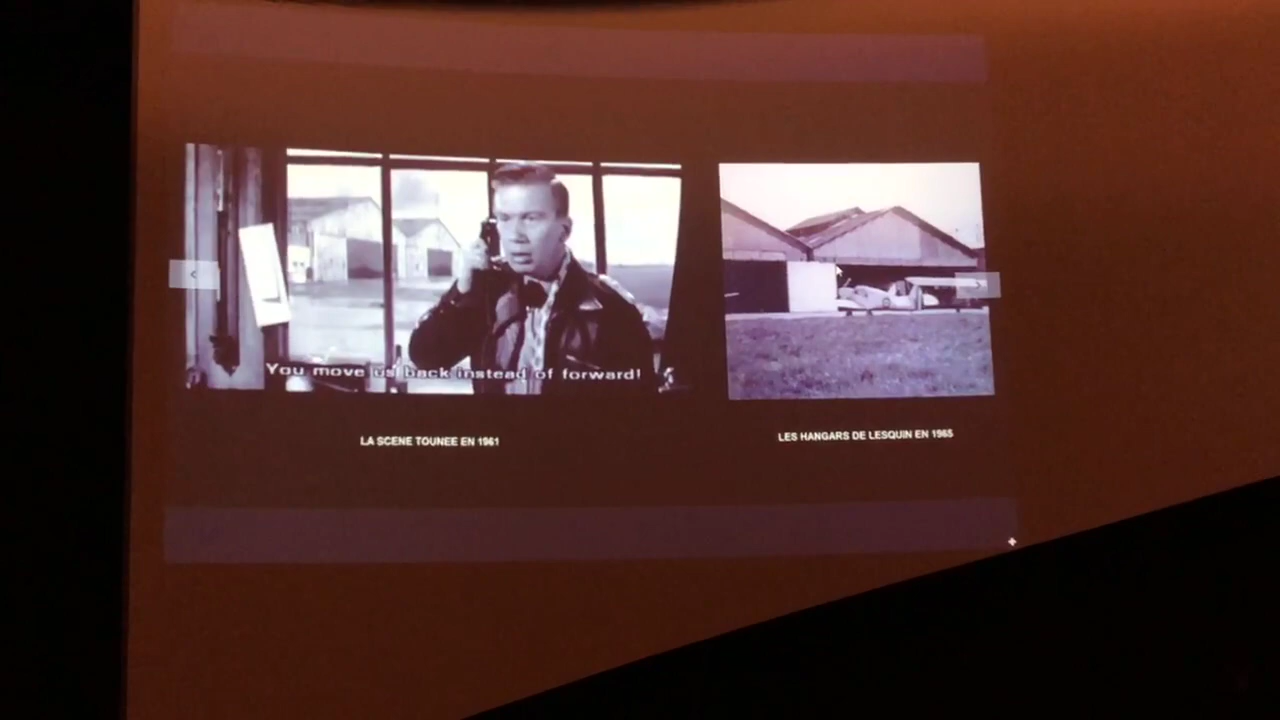 You move us back instead of forward!
LA SCENE TOUNEE EN 1961
LES HANGARS DE LESQUIN EN 1965